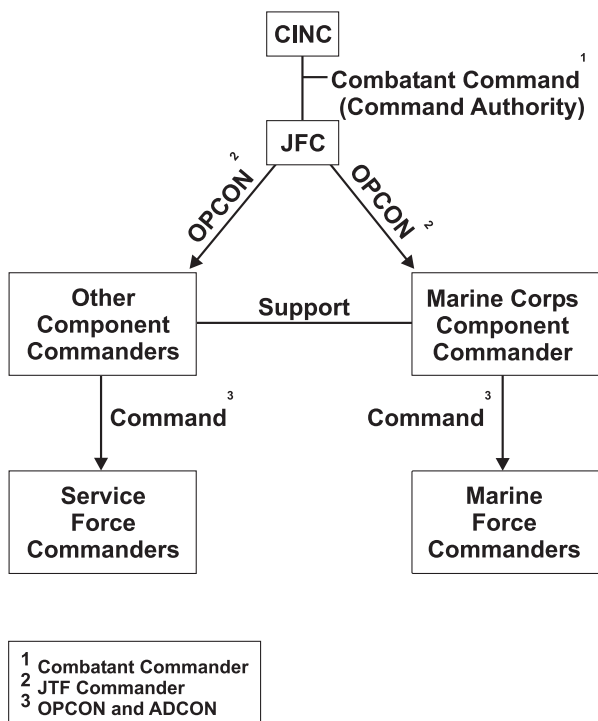 CINC
Combatant Command 1
(Command Authority)
JFC
OPCON 2
OPCON 2
Other
Component
Commanders
Support
Marine Corps
Component
Commander
Command 3
Command 3
Service
Force
Commanders
Marine
Force
Commanders
1 Combatant Commander
2 JTF Commander
3 OPCON and ADCON